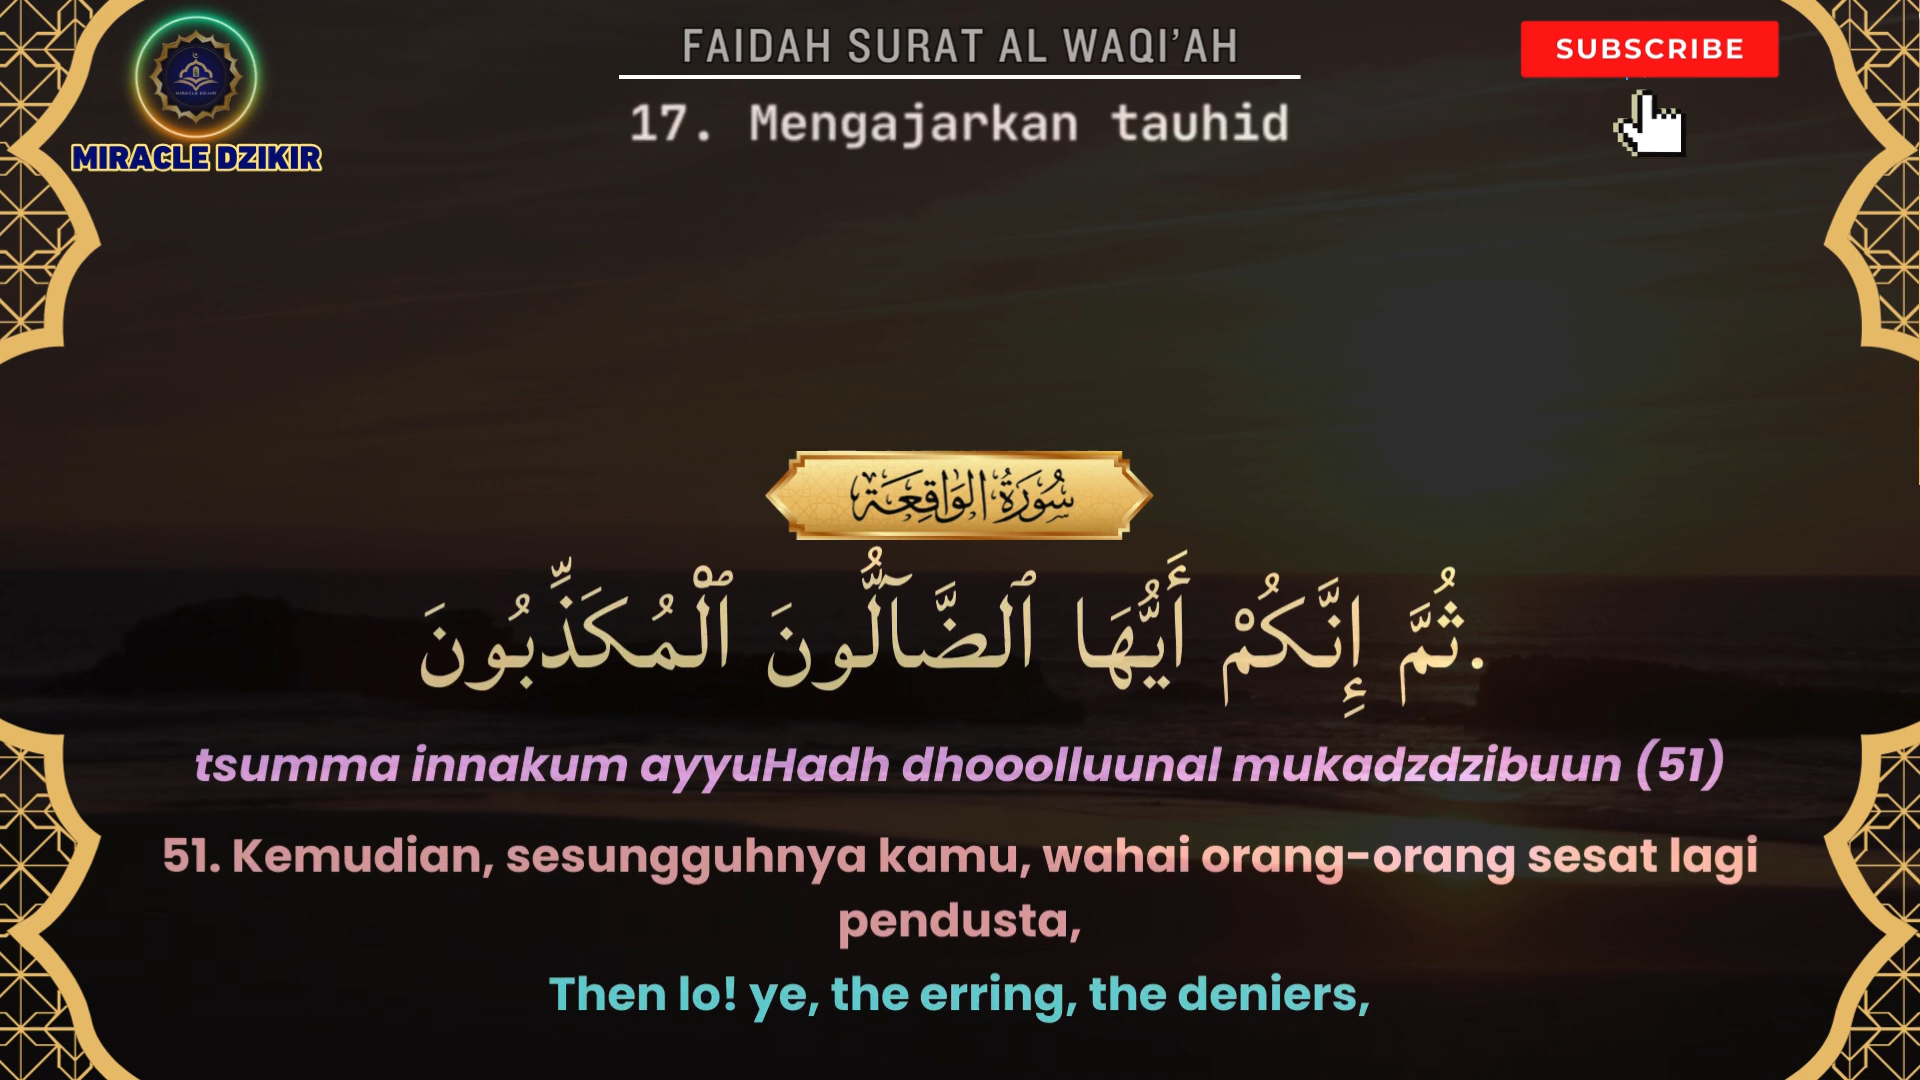 FAIDAH SURAT AL WAQI’AH
SUBSCRIBE
17. Mengajarkan tauhid
MIRACLE DZIKIR
سُورَةُ الوَاقِعَة
ثُمَّ إِنَّكُمْ أَيُّهَا ٱلضَّآلُّونَ ٱلْمُكَذِّبُونَ.
tsumma innakum ayyuHadh dhooolluunal mukadzdzibuun (51)
51. Kemudian, sesungguhnya kamu, wahai orang-orang sesat lagi
pendusta,
Then lo! ye, the erring, the deniers,